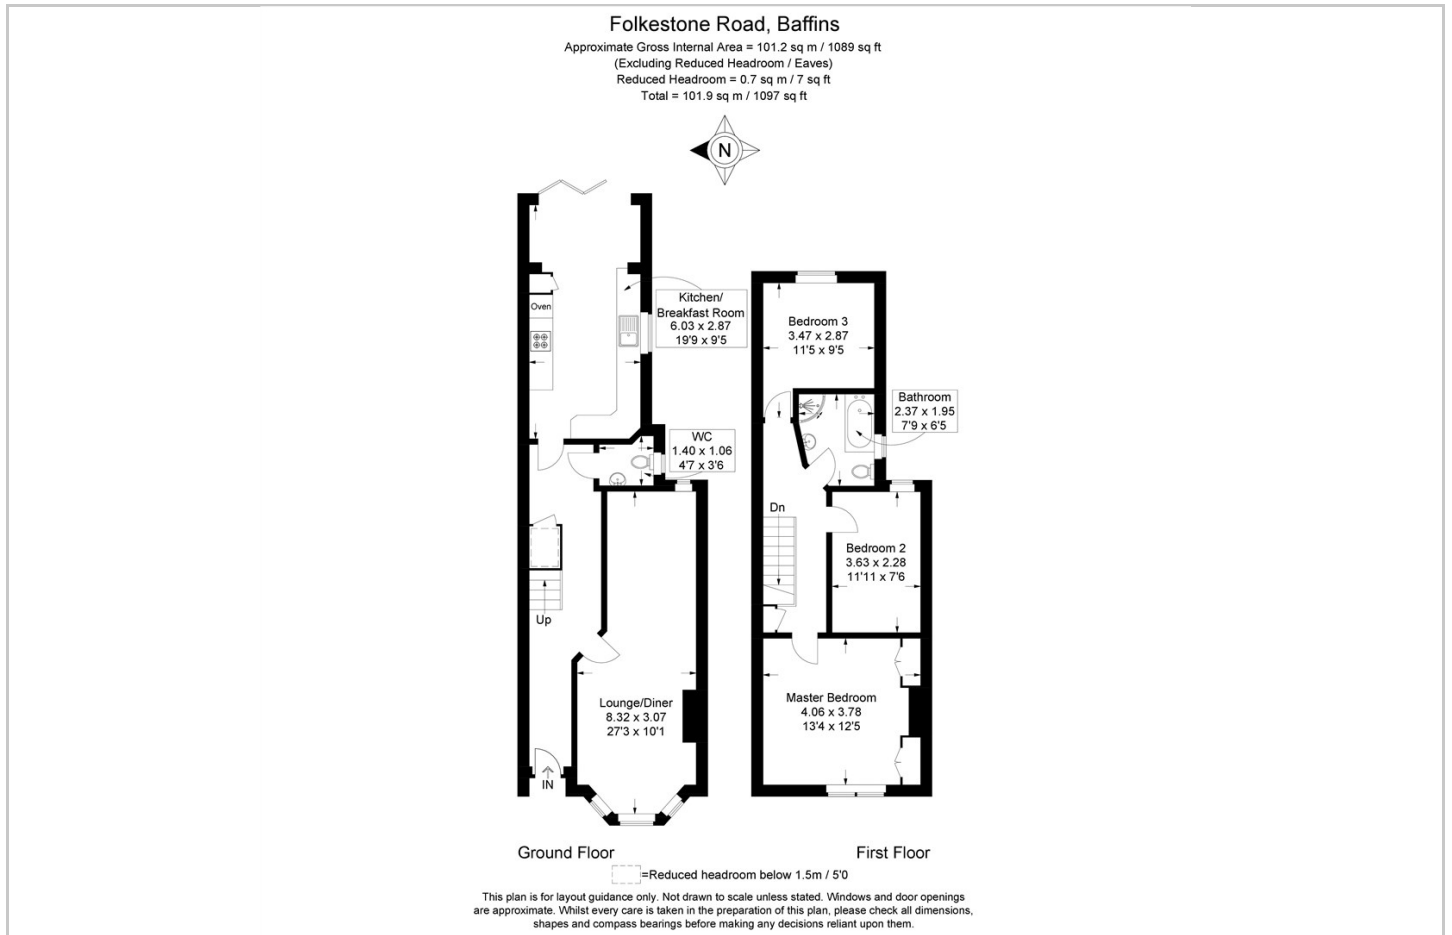 Folkestone Road, Baffins
Approximate Gross Internal Area = 101.2 sq m / 1089 sq ft
(Excluding Reduced Headroom / Eaves)
Reduced Headroom = 0.7 sq m / 7 sq ft
Total = 101.9 sq m / 1097 sq ft
N
Oven
Kitchen/
Breakfast Room
6.03 x 2.87
19'9 x 9'5
WC
1.40 x 1.06
4'7 x 3'6
Up
Lounge/Diner
8.32 x 3.07
27'3 x 10'1
IN
Ground Floor
Bedroom 3
3.47 x 2.87
11'5 x 9'5
Bathroom
2.37 x 1.95
7'9 x 6'5
Dn
Bedroom 2
3.63 x 2.28
11'11 x 7'6
Master Bedroom
4.06 x 3.78
13'4 x 12'5
First Floor
=Reduced headroom below 1.5m / 5'0
This plan is for layout guidance only. Not drawn to scale unless stated. Windows and door openings
are approximate. Whilst every care is taken in the preparation of this plan, please check all dimensions,
shapes and compass bearings before making any decisions reliant upon them.